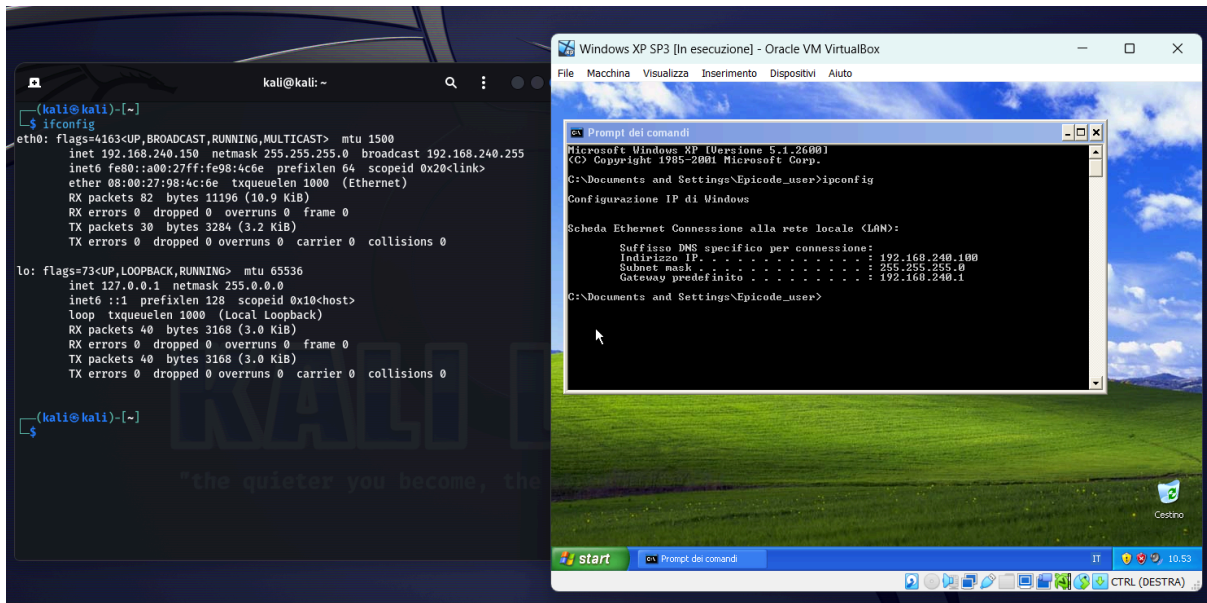 kali@kali: ~
(kali㉿kali)-[~]
$ ifconfig
eth0: flags=4163<UP,BROADCAST,RUNNING,MULTICAST>  mtu 1500
inet 192.168.240.150  netmask 255.255.255.0  broadcast 192.168.240.255
inet6 fe80::a00:27ff:fe98:4c6e  prefixlen 64  scopeid 0x20<link>
ether 08:00:27:98:4c:6e  txqueuelen 1000  (Ethernet)
RX packets 82  bytes 11196 (10.9 KiB)
RX errors 0  dropped 0  overruns 0  frame 0
TX packets 30  bytes 3284 (3.2 KiB)
TX errors 0  dropped 0 overruns 0  carrier 0  collisions 0
lo: flags=73<UP,LOOPBACK,RUNNING>  mtu 65536
inet 127.0.0.1  netmask 255.0.0.0
inet6 ::1  prefixlen 128  scopeid 0x10<host>
loop  txqueuelen 1000  (Local Loopback)
RX packets 40  bytes 3168 (3.0 KiB)
RX errors 0  dropped 0  overruns 0  frame 0
TX packets 40  bytes 3168 (3.0 KiB)
TX errors 0  dropped 0 overruns 0  carrier 0  collisions 0
(kali㉿kali)-[~]
$
KALI
"the quieter you become, the
Windows XP SP3 [In esecuzione] - Oracle VM VirtualBox
File Macchina Visualizza Inserimento Dispositivi Aiuto
Prompt dei comandi
Microsoft Windows XP [Versione 5.1.2600]
(C) Copyright 1985-2001 Microsoft Corp.
C:\Documents and Settings\Epicode_user>ipconfig
Configurazione IP di Windows
Scheda Ethernet Connessione alla rete locale (LAN):
Suffisso DNS specifico per connessione:
Indirizzo IP. . . . . . . . . . . . . : 192.168.240.100
Subnet mask . . . . . . . . . . . . . : 255.255.255.0
Gateway predefinito . . . . . . . . . : 192.168.240.1
C:\Documents and Settings\Epicode_user>
Cestino
start
Prompt dei comandi
IT
10.53
CTRL (DESTRA)